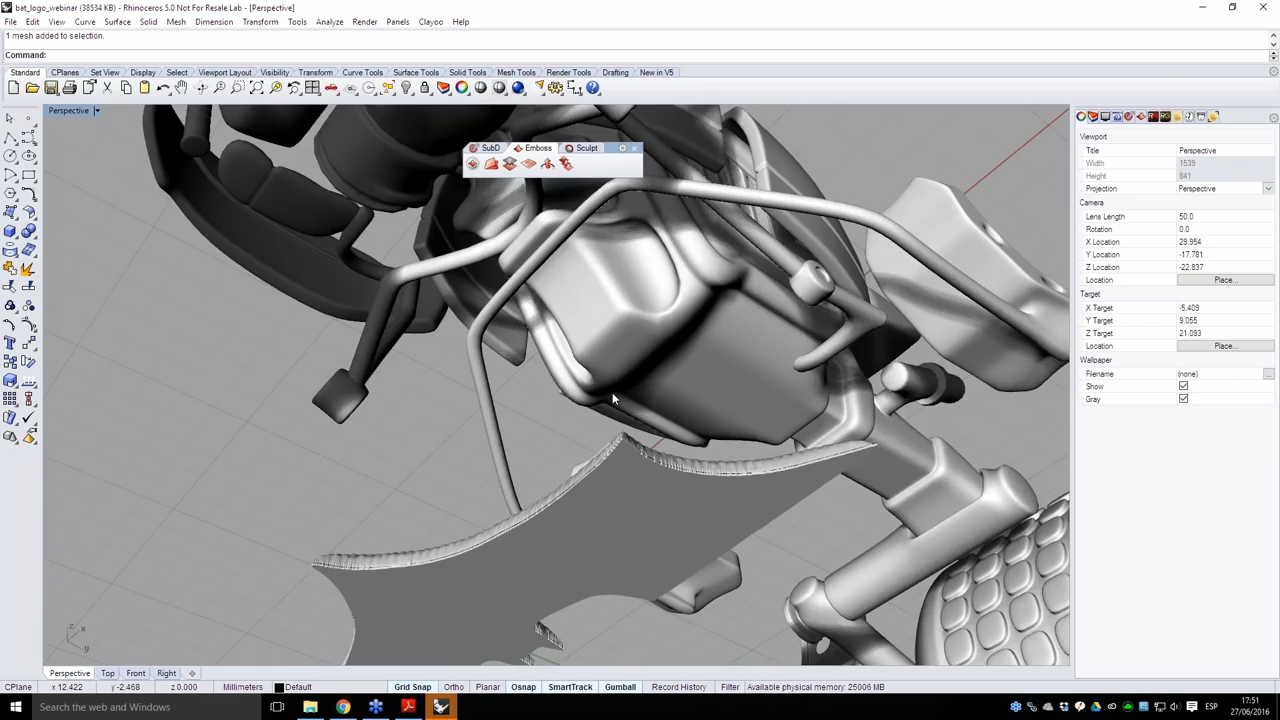 bat_logo_webinar (38534 KB) - Rhinoceros 5.0 Not For Resale Lab - [Perspective]
File Edit View Curve Surface Solid Mesh Dimension Transform Tools Analyze Render Panels Clayoo Help
1 mesh added to selection.
Command:
Standard CPlanes Set View Display Select Viewport Layout Visibility Transform Curve Tools Surface Tools Solid Tools Mesh Tools Render Tools Drafting New in V5
Perspective
SubD Emboss Sculpt
Viewport
Title Perspective
Width 1539
Height 841
Projection Perspective
Camera
Lens Length 50.0
Rotation 0.0
X Location 29.954
Y Location -17.781
Z Location -22.837
Location Place...
Target
X Target -5.409
Y Target 9.055
Z Target 21.093
Location Place...
Wallpaper
Filename (none) ...
Show
Gray
z x
y
Perspective Top Front Right
CPlane x 12.422 y -2.468 z 0.000 Millimeters Default Grid Snap Ortho Planar Osnap SmartTrack Gumball Record History Filter Available physical memory: 25006 MB
Search the web and Windows
ESP
17:51
27/06/2016